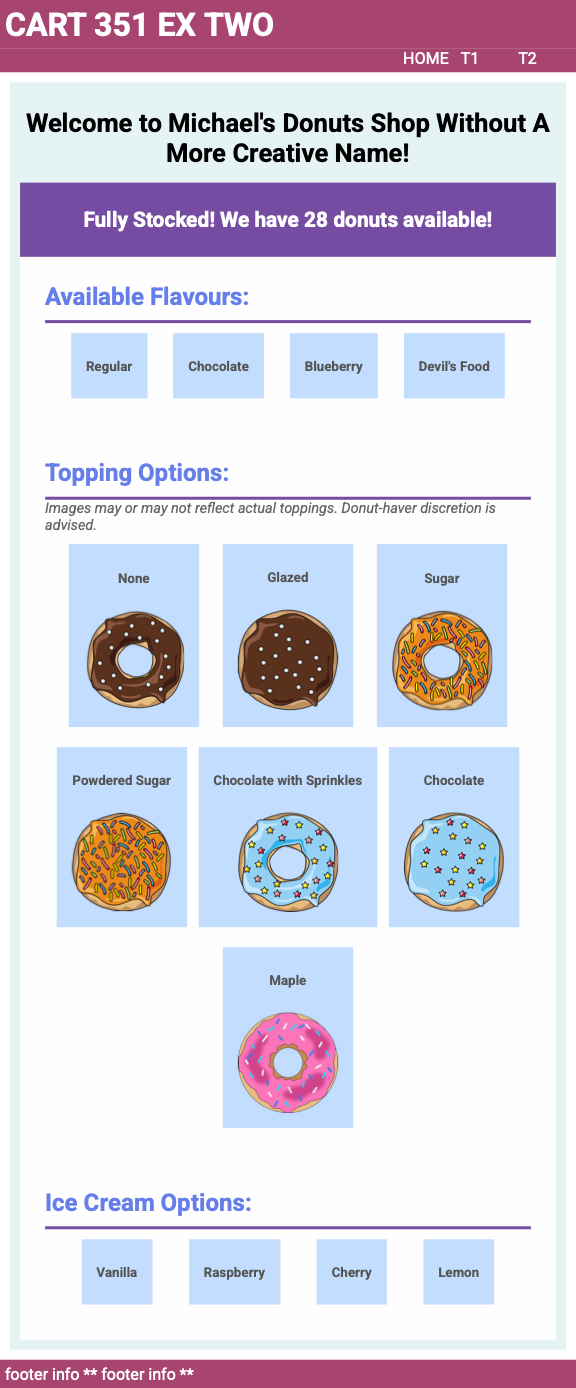 CART 351 EX TWO
HOME T1 T2
Welcome to Michael's Donuts Shop Without A
More Creative Name!
Fully Stocked! We have 28 donuts available!
Available Flavours:
Regular Chocolate Blueberry Devil's Food
Topping Options:
Images may or may not reflect actual toppings. Donut-haver discretion is
advised.
None Glazed Sugar
Powdered Sugar Chocolate with Sprinkles Chocolate
Maple
Ice Cream Options:
Vanilla Raspberry Cherry Lemon
footer info ** footer info **